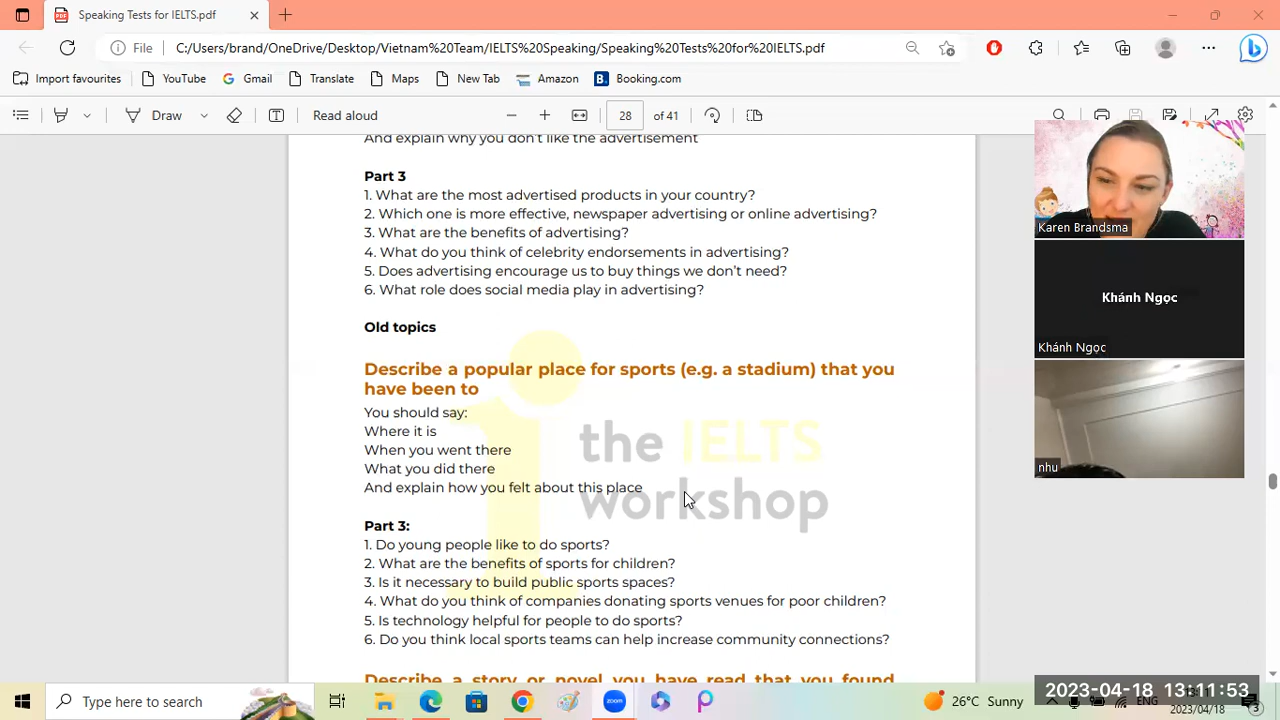 Speaking Tests for IELTS.pdf
File
C:/Users/brand/OneDrive/Desktop/Vietnam%20Team/IELTS%20Speaking/Speaking%20Tests%20for%20IELTS.pdf
Import favourites
YouTube
Gmail
Translate
Maps
New Tab
Amazon
Booking.com
Draw
Read aloud
28
of 41
And explain why you don't like the advertisement
Part 3
1. What are the most advertised products in your country?
2. Which one is more effective, newspaper advertising or online advertising?
3. What are the benefits of advertising?
4. What do you think of celebrity endorsements in advertising?
5. Does advertising encourage us to buy things we don't need?
6. What role does social media play in advertising?
Old topics
Describe a popular place for sports (e.g. a stadium) that you
have been to
You should say:
Where it is
When you went there
What you did there
And explain how you felt about this place
the IELTS
workshop
Part 3:
1. Do young people like to do sports?
2. What are the benefits of sports for children?
3. Is it necessary to build public sports spaces?
4. What do you think of companies donating sports venues for poor children?
5. Is technology helpful for people to do sports?
6. Do you think local sports teams can help increase community connections?
Describe a story or novel you have read that you found
Karen Brandsma
Khánh Ngọc
Khánh Ngọc
nhu
Type here to search
26°C Sunny
ENG
2023-04-18 13:11:53
2023/04/18